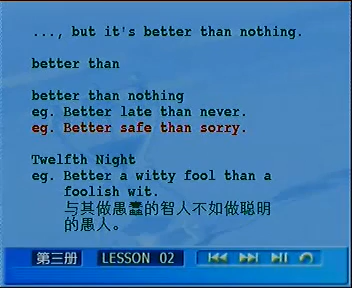 ..., but it's better than nothing.
better than
better than nothing
eg. Better late than never.
eg. Better safe than sorry.
Twelfth Night
eg. Better a witty fool than a
foolish wit.
与其做愚蠢的智人不如做聪明
的愚人。
第三册 LESSON 02